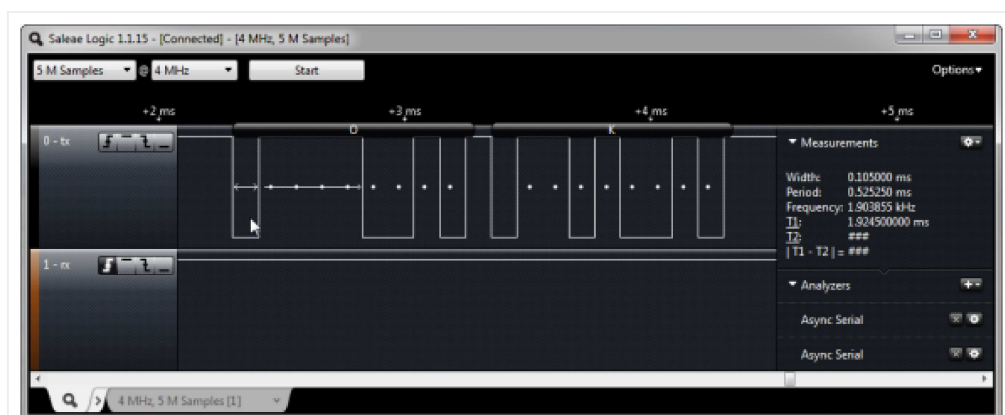 Saleae Logic 1.1.15 - [Connected] - [4 MHz, 5 M Samples]
5 M Samples @ 4 MHz Start Options
+2 ms +3 ms +4 ms +5 ms
O K
0 - tx
Measurements
Width: 0.105000 ms
Period: 0.525250 ms
Frequency: 1.903855 kHz
T1: 1.924500000 ms
T2: ###
| T1 - T2 | = ###
1 - rx
Analyzers
Async Serial
Async Serial
4 MHz, 5 M Samples [1]